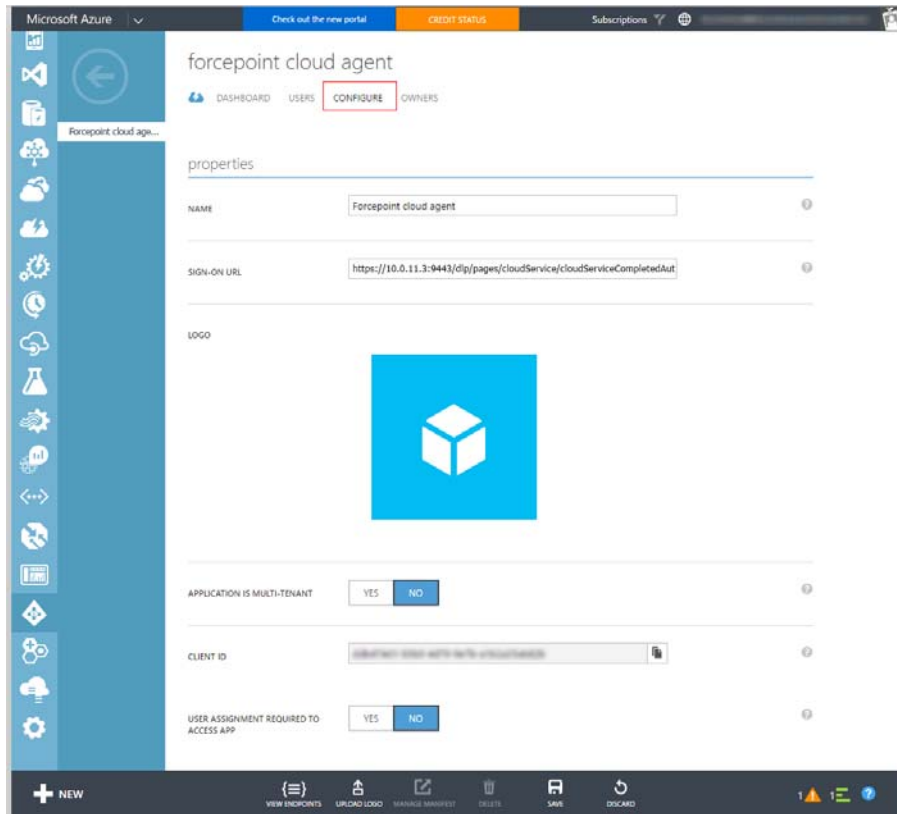 Microsoft Azure
Check out the new portal
CREDIT STATUS
Subscriptions
Forcepoint cloud age...
forcepoint cloud agent
DASHBOARD USERS CONFIGURE OWNERS
properties
NAME
Forcepoint cloud agent
SIGN-ON URL
https://10.0.11.3:9443/dlp/pages/cloudService/cloudServiceCompletedAut
LOGO
APPLICATION IS MULTI-TENANT
YES NO
CLIENT ID
USER ASSIGNMENT REQUIRED TO
ACCESS APP
YES NO
NEW
VIEW ENDPOINTS
UPLOAD LOGO
MANAGE MANIFEST
DELETE
SAVE
DISCARD
1
1